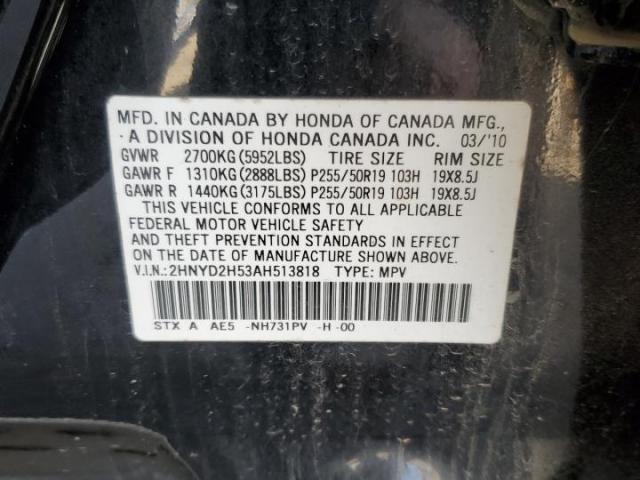 MFD. IN CANADA BY HONDA OF CANADA MFG.,
A DIVISION OF HONDA CANADA INC. 03/'10
GVWR 2700KG(5952LBS) TIRE SIZE RIM SIZE
GAWR F 1310KG(2888LBS) P255/50R19 103H 19X8.5J
GAWR R 1440KG(3175LBS) P255/50R19 103H 19X8.5J
THIS VEHICLE CONFORMS TO ALL APPLICABLE
FEDERAL MOTOR VEHICLE SAFETY
AND THEFT PREVENTION STANDARDS IN EFFECT
ON THE DATE OF MANUFACTURE SHOWN ABOVE.
V.I.N.:2HNYD2H53AH513818 TYPE: MPV
STX A AE5 -NH731PV -H-00